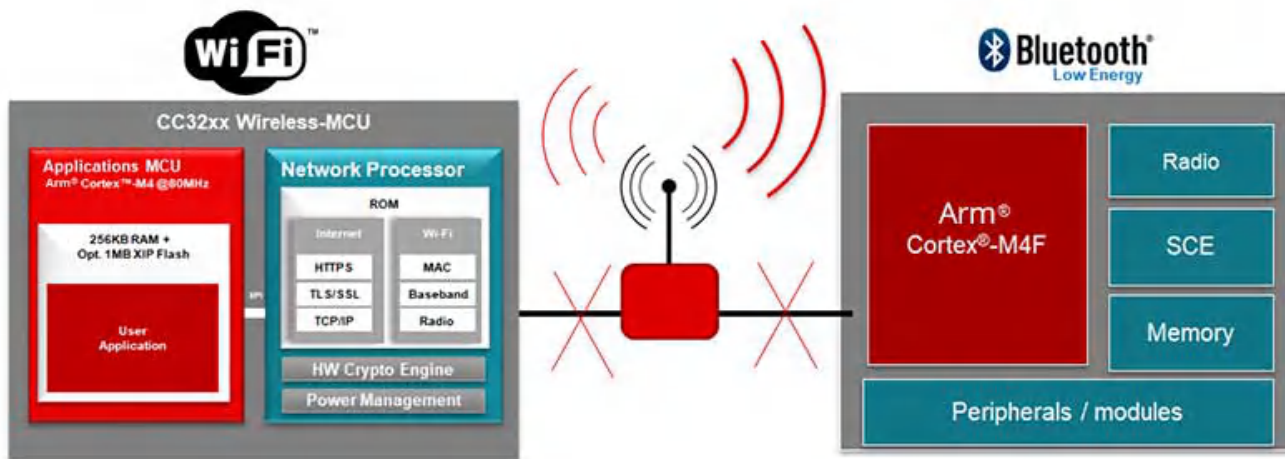 Wi Fi™
Bluetooth®
Low Energy
CC32xx Wireless-MCU
Applications MCU
Arm® Cortex™-M4 @80MHz
256KB RAM +
Opt. 1MB XIP Flash
User
Application
Network Processor
ROM
Internet
HTTPS
TLS/SSL
TCP/IP
Wi-Fi
MAC
Baseband
Radio
HW Crypto Engine
Power Management
Arm®
Cortex®-M4F
Radio
SCE
Memory
Peripherals / modules